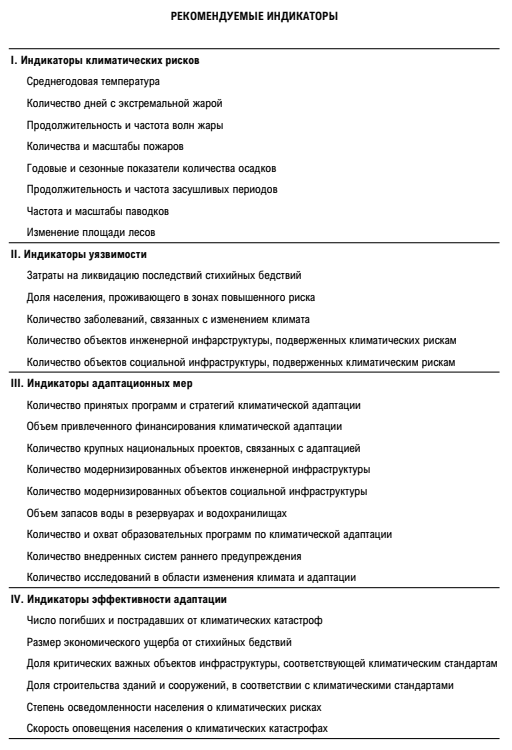 РЕКОМЕНДУЕМЫЕ ИНДИКАТОРЫ
I. Индикаторы климатических рисков
Среднегодовая температура
Количество дней с экстремальной жарой
Продолжительность и частота волн жары
Количества и масштабы пожаров
Годовые и сезонные показатели количества осадков
Продолжительность и частота засушливых периодов
Частота и масштабы паводков
Изменение площади лесов
II. Индикаторы уязвимости
Затраты на ликвидацию последствий стихийных бедствий
Доля населения, проживающего в зонах повышенного риска
Количество заболеваний, связанных с изменением климата
Количество объектов инженерной инфарструктуры, подверженных климатических рискам
Количество объектов социальной инфраструктуры, подверженных климатическим рискам
III. Индикаторы адаптационных мер
Количество принятых программ и стратегий климатической адаптации
Объем привлеченного финансирования климатической адаптации
Количество крупных национальных проектов, связанных с адаптацией
Количество модернизированных объектов инженерной инфраструктуры
Количество модернизированных объектов социальной инфраструктуры
Объем запасов воды в резервуарах и водохранилищах
Количество и охват образовательных программ по климатической адаптации
Количество внедренных систем раннего предупреждения
Количество исследований в области изменения климата и адаптации
IV. Индикаторы эффективности адаптации
Число погибших и пострадавших от климатических катастроф
Размер экономического ущерба от стихийных бедствий
Доля критических важных объектов инфраструктуры, соответствующей климатическим стандартам
Доля строительства зданий и сооружений, в соответствии с климатическими стандартами
Степень осведомленности населения о климатических рисках
Скорость оповещения населения о климатических катастрофах